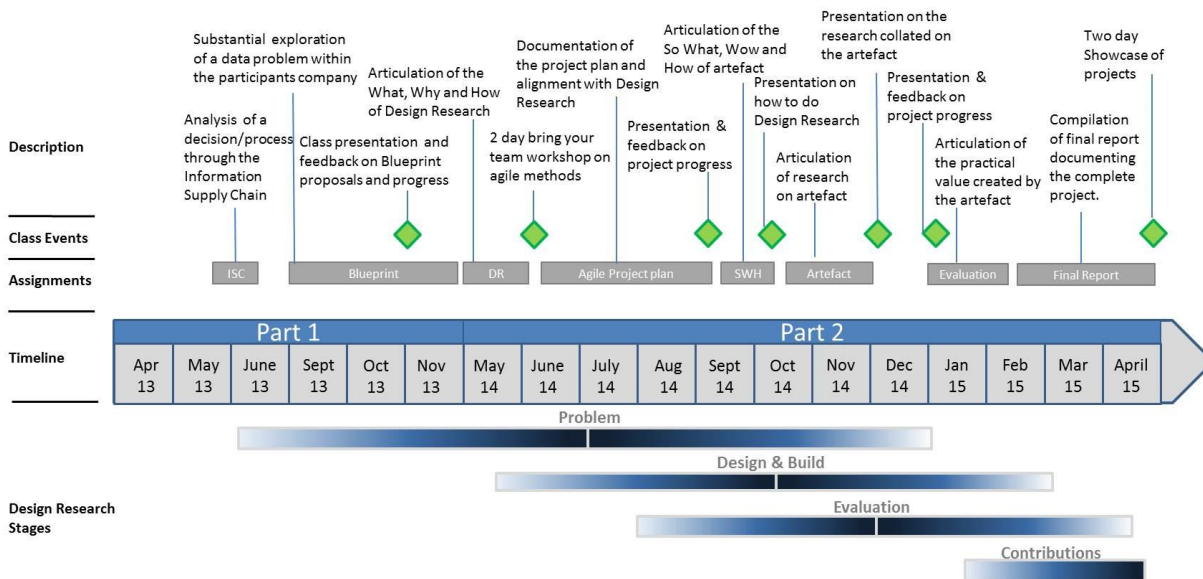 Description
Substantial exploration
of a data problem within
the participants company
Analysis of a
decision/process
through the
Information
Supply Chain
Articulation of the
What, Why and How
of Design Research
Class presentation and
feedback on Blueprint
proposals and progress
Documentation of
the project plan and
alignment with Design
Research
2 day bring your
team workshop on
agile methods
Articulation of the
So What, Wow and
How of artefact
Presentation &
feedback on
project progress
Presentation on
how to do
Design Research
Presentation on the
research collated on
the artefact
Articulation
of research
on artefact
Presentation &
feedback on
project progress
Articulation of
the practical
value created by
the artefact
Two day
Showcase of
projects
Compilation
of final report
documenting
the complete
project.
Class Events
Assignments
ISC
Blueprint
DR
Agile Project plan
SWH
Artefact
Evaluation
Final Report
Timeline
Part 1
Part 2
Apr
13
May
13
June
13
Sept
13
Oct
13
Nov
13
May
14
June
14
July
14
Aug
14
Sept
14
Oct
14
Nov
14
Dec
14
Jan
15
Feb
15
Mar
15
April
15
Design Research
Stages
Problem
Design & Build
Evaluation
Contributions